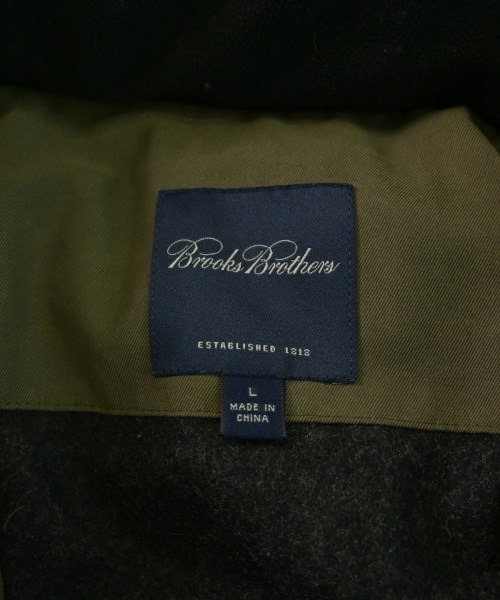 Brooks Brothers
ESTABLISHED 1818
L
MADE IN
CHINA